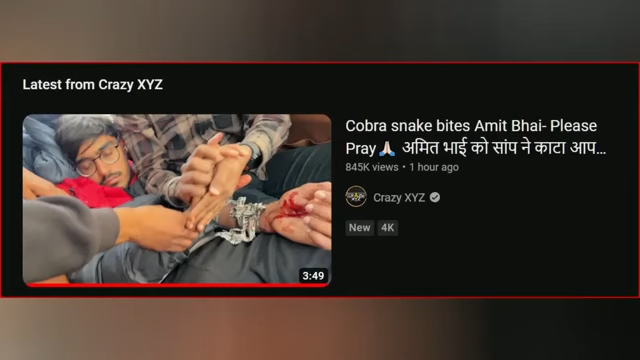 Latest from Crazy XYZ
Cobra snake bites Amit Bhai- Please
Pray🙏🏻 अमित भाई को सांप ने काटा आप...
845K views • 1 hour ago
Crazy XYZ
New 4K
3:49